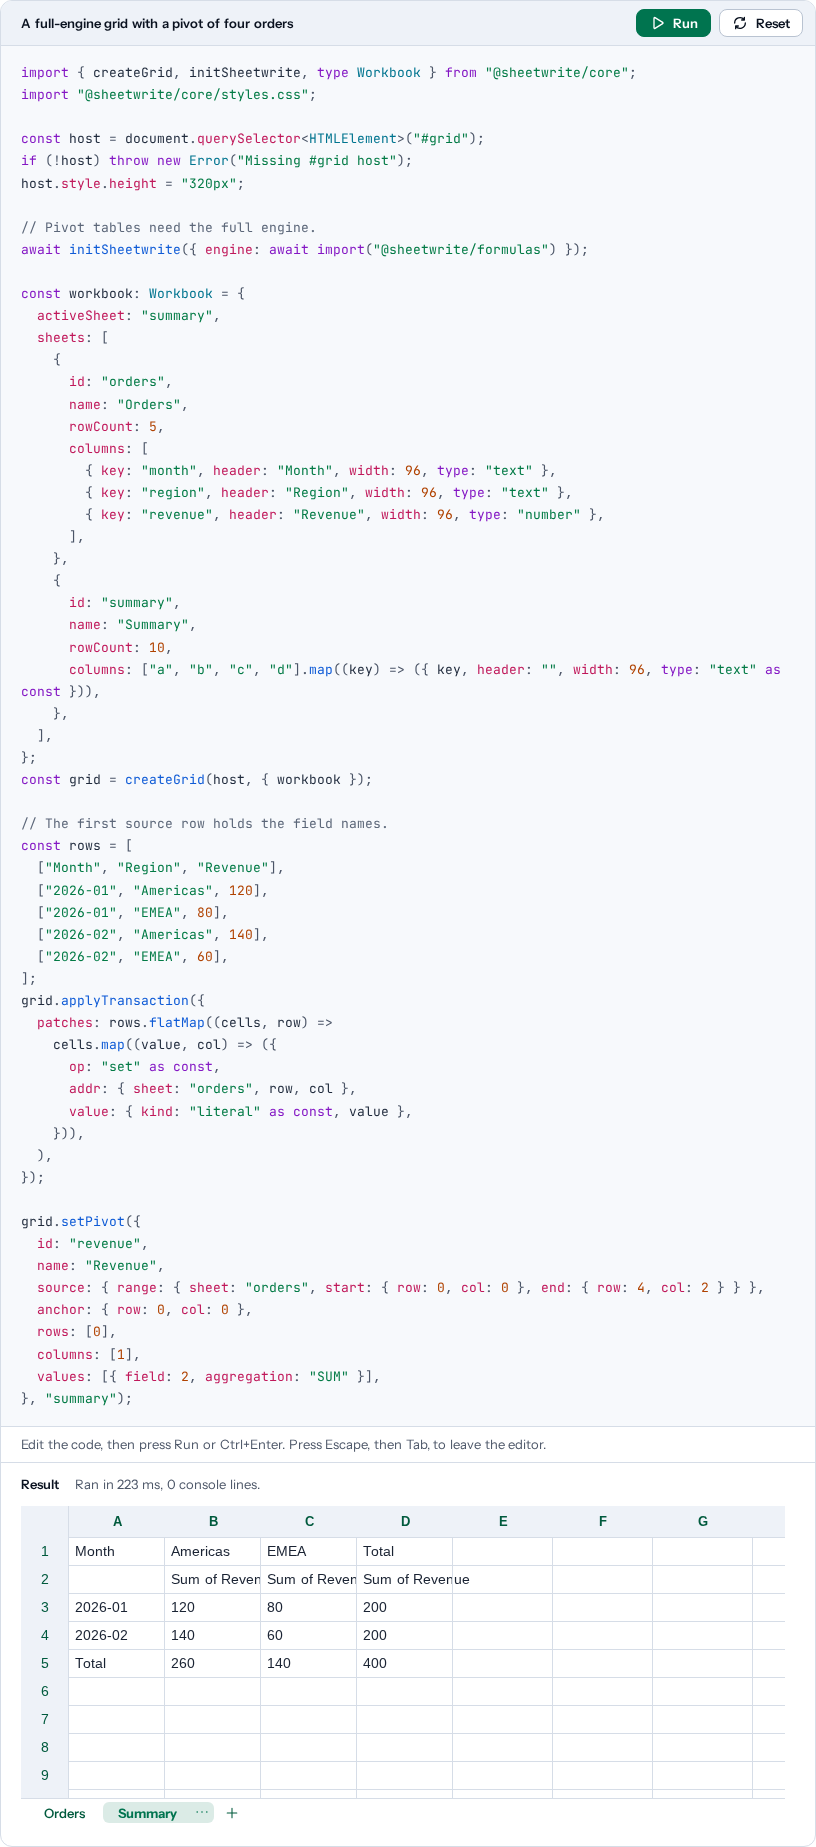 A full-engine grid with a pivot of four orders
Run
Reset
import { createGrid, initSheetwrite, type Workbook } from "@sheetwrite/core";
import "@sheetwrite/core/styles.css";
const host = document.querySelector<HTMLElement>("#grid");
if (!host) throw new Error("Missing #grid host");
host.style.height = "320px";
// Pivot tables need the full engine.
await initSheetwrite({ engine: await import("@sheetwrite/formulas") });
const workbook: Workbook = {
  activeSheet: "summary",
  sheets: [
    {
      id: "orders",
      name: "Orders",
      rowCount: 5,
      columns: [
        { key: "month", header: "Month", width: 96, type: "text" },
        { key: "region", header: "Region", width: 96, type: "text" },
        { key: "revenue", header: "Revenue", width: 96, type: "number" },
      ],
    },
    {
      id: "summary",
      name: "Summary",
      rowCount: 10,
      columns: ["a", "b", "c", "d"].map((key) => ({ key, header: "", width: 96, type: "text" as
const })),
    },
  ],
};
const grid = createGrid(host, { workbook });
// The first source row holds the field names.
const rows = [
  ["Month", "Region", "Revenue"],
  ["2026-01", "Americas", 120],
  ["2026-01", "EMEA", 80],
  ["2026-02", "Americas", 140],
  ["2026-02", "EMEA", 60],
];
grid.applyTransaction({
  patches: rows.flatMap((cells, row) =>
    cells.map((value, col) => ({
      op: "set" as const,
      addr: { sheet: "orders", row, col },
      value: { kind: "literal" as const, value },
    })),
  ),
});
grid.setPivot({
  id: "revenue",
  name: "Revenue",
  source: { range: { sheet: "orders", start: { row: 0, col: 0 }, end: { row: 4, col: 2 } } },
  anchor: { row: 0, col: 0 },
  rows: [0],
  columns: [1],
  values: [{ field: 2, aggregation: "SUM" }],
}, "summary");
Edit the code, then press Run or Ctrl+Enter. Press Escape, then Tab, to leave the editor.
Result Ran in 223 ms, 0 console lines.
A B C D E F G
1 Month Americas EMEA Total
2 Sum of Reven Sum of Reven Sum of Revenue
3 2026-01 120 80 200
4 2026-02 140 60 200
5 Total 260 140 400
6
7
8
9
Orders Summary ··· +